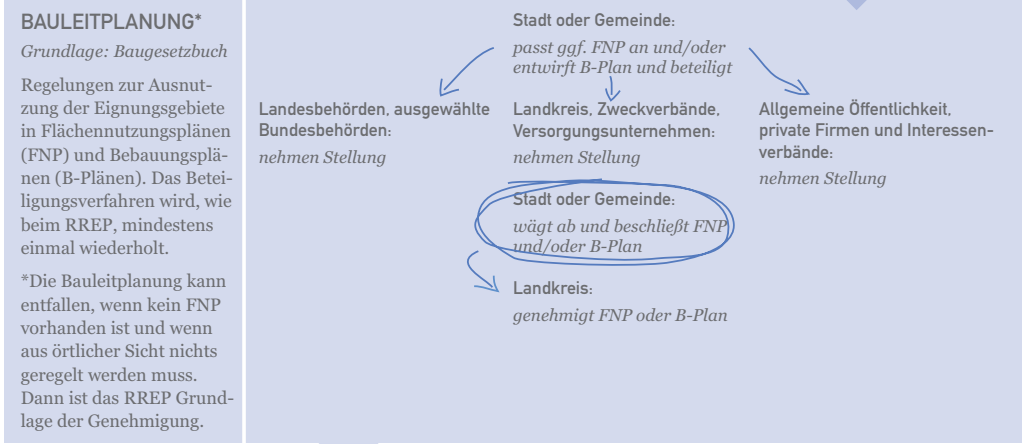 BAULEITPLANUNG*
Grundlage: Baugesetzbuch
Regelungen zur Ausnut-
zung der Eignungsgebiete
in Flächennutzungsplänen
(FNP) und Bebauungsplä-
nen (B-Plänen). Das Betei-
ligungsverfahren wird, wie
beim RREP, mindestens
einmal wiederholt.
*Die Bauleitplanung kann
entfallen, wenn kein FNP
vorhanden ist und wenn
aus örtlicher Sicht nichts
geregelt werden muss.
Dann ist das RREP Grund-
lage der Genehmigung.
Stadt oder Gemeinde:
passt ggf. FNP an und/oder
entwirft B-Plan und beteiligt
Landesbehörden, ausgewählte
Bundesbehörden:
nehmen Stellung
Landkreis, Zweckverbände,
Versorgungsunternehmen:
nehmen Stellung
Allgemeine Öffentlichkeit,
private Firmen und Interessen-
verbände:
nehmen Stellung
Stadt oder Gemeinde:
wägt ab und beschließt FNP
und/oder B-Plan
Landkreis:
genehmigt FNP oder B-Plan